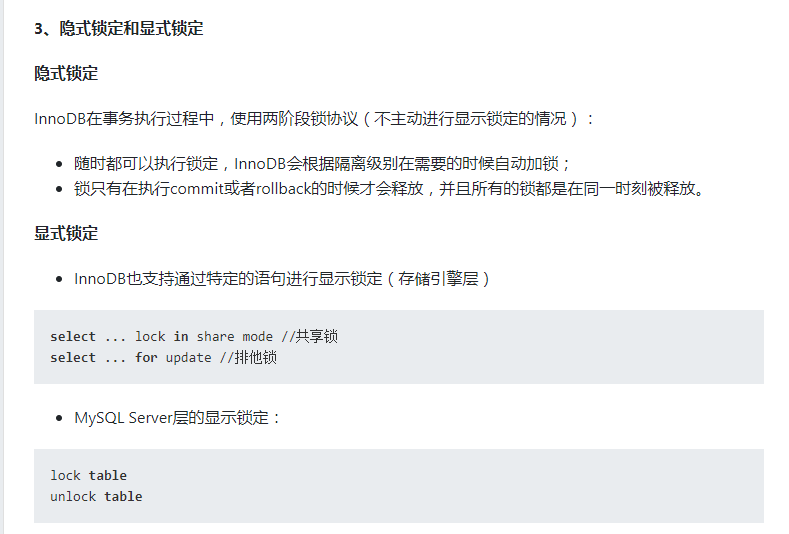 3、隐式锁定和显式锁定
隐式锁定
InnoDB在事务执行过程中，使用两阶段锁协议（不主动进行显示锁定的情况）：
随时都可以执行锁定，InnoDB会根据隔离级别在需要的时候自动加锁；
锁只有在执行commit或者rollback的时候才会释放，并且所有的锁都是在同一时刻被释放。
显式锁定
InnoDB也支持通过特定的语句进行显示锁定（存储引擎层）
select ... lock in share mode //共享锁
select ... for update //排他锁
MySQL Server层的显示锁定：
lock table
unlock table